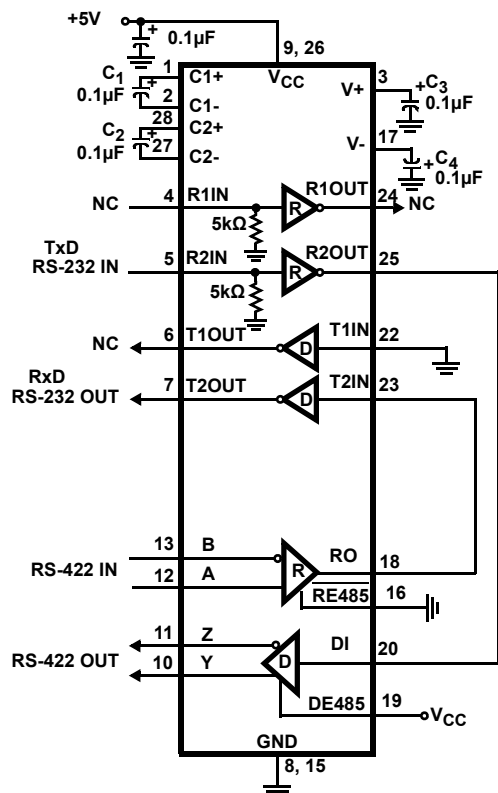 +5V
+
0.1µF
9, 26
VCC
1
C1+
C1
+
0.1µF
2
C1-
28
C2+
C2
+
0.1µF
27
C2-
3
V+
+
C3
0.1µF
17
V-
+
C4
0.1µF
NC
4
R1IN
R
R1OUT
24
NC
5kΩ
TxD
RS-232 IN
5
R2IN
R
R2OUT
25
5kΩ
NC
6
T1OUT
D
T1IN
22
RxD
RS-232 OUT
7
T2OUT
D
T2IN
23
RS-422 IN
13
B
12
A
R
RO
18
RE485
16
RS-422 OUT
11
Z
10
Y
D
DI
20
DE485
19
VCC
GND
8, 15